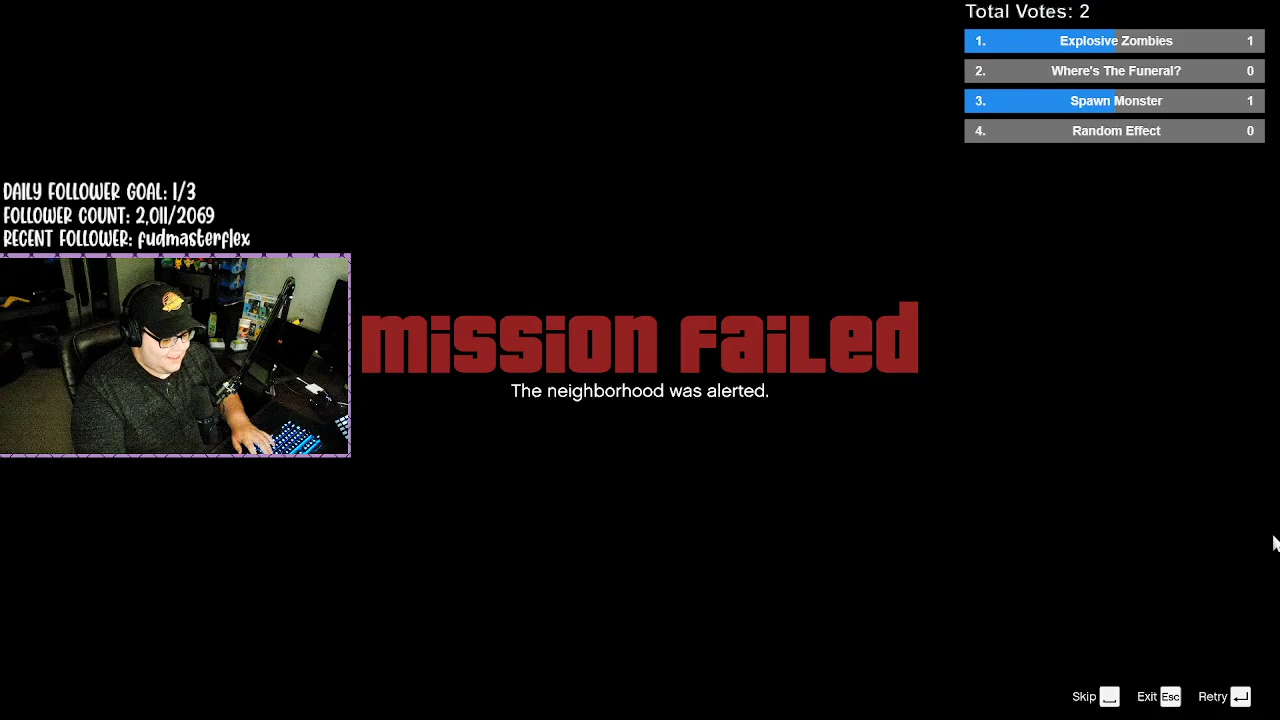 Total Votes: 2
1. Explosive Zombies 1
2. Where's The Funeral? 0
3. Spawn Monster 1
4. Random Effect 0
DAILY FOLLOWER GOAL: 1/3
FOLLOWER COUNT: 2,011/2069
RECENT FOLLOWER: fudmasterflex
mission failed
The neighborhood was alerted.
Skip Exit Esc Retry